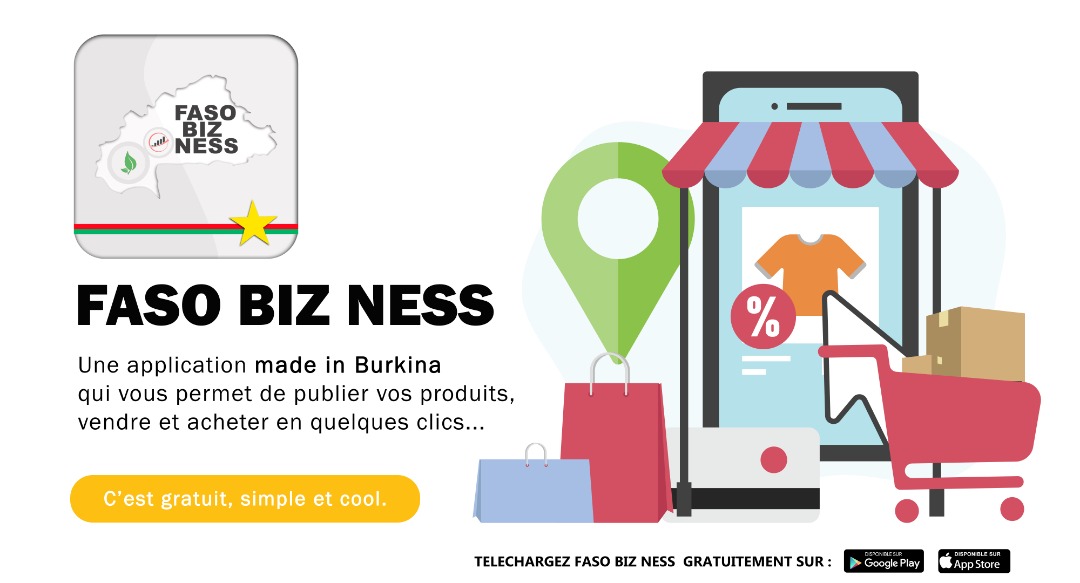 FASO
BIZ
NESS
FASO BIZ NESS
Une application made in Burkina
qui vous permet de publier vos produits,
vendre et acheter en quelques clics...
C'est gratuit, simple et cool.
%
TELECHARGEZ FASO BIZ NESS GRATUITEMENT SUR :
DISPONIBLE SUR
Google Play
DISPONIBLE SUR
App Store